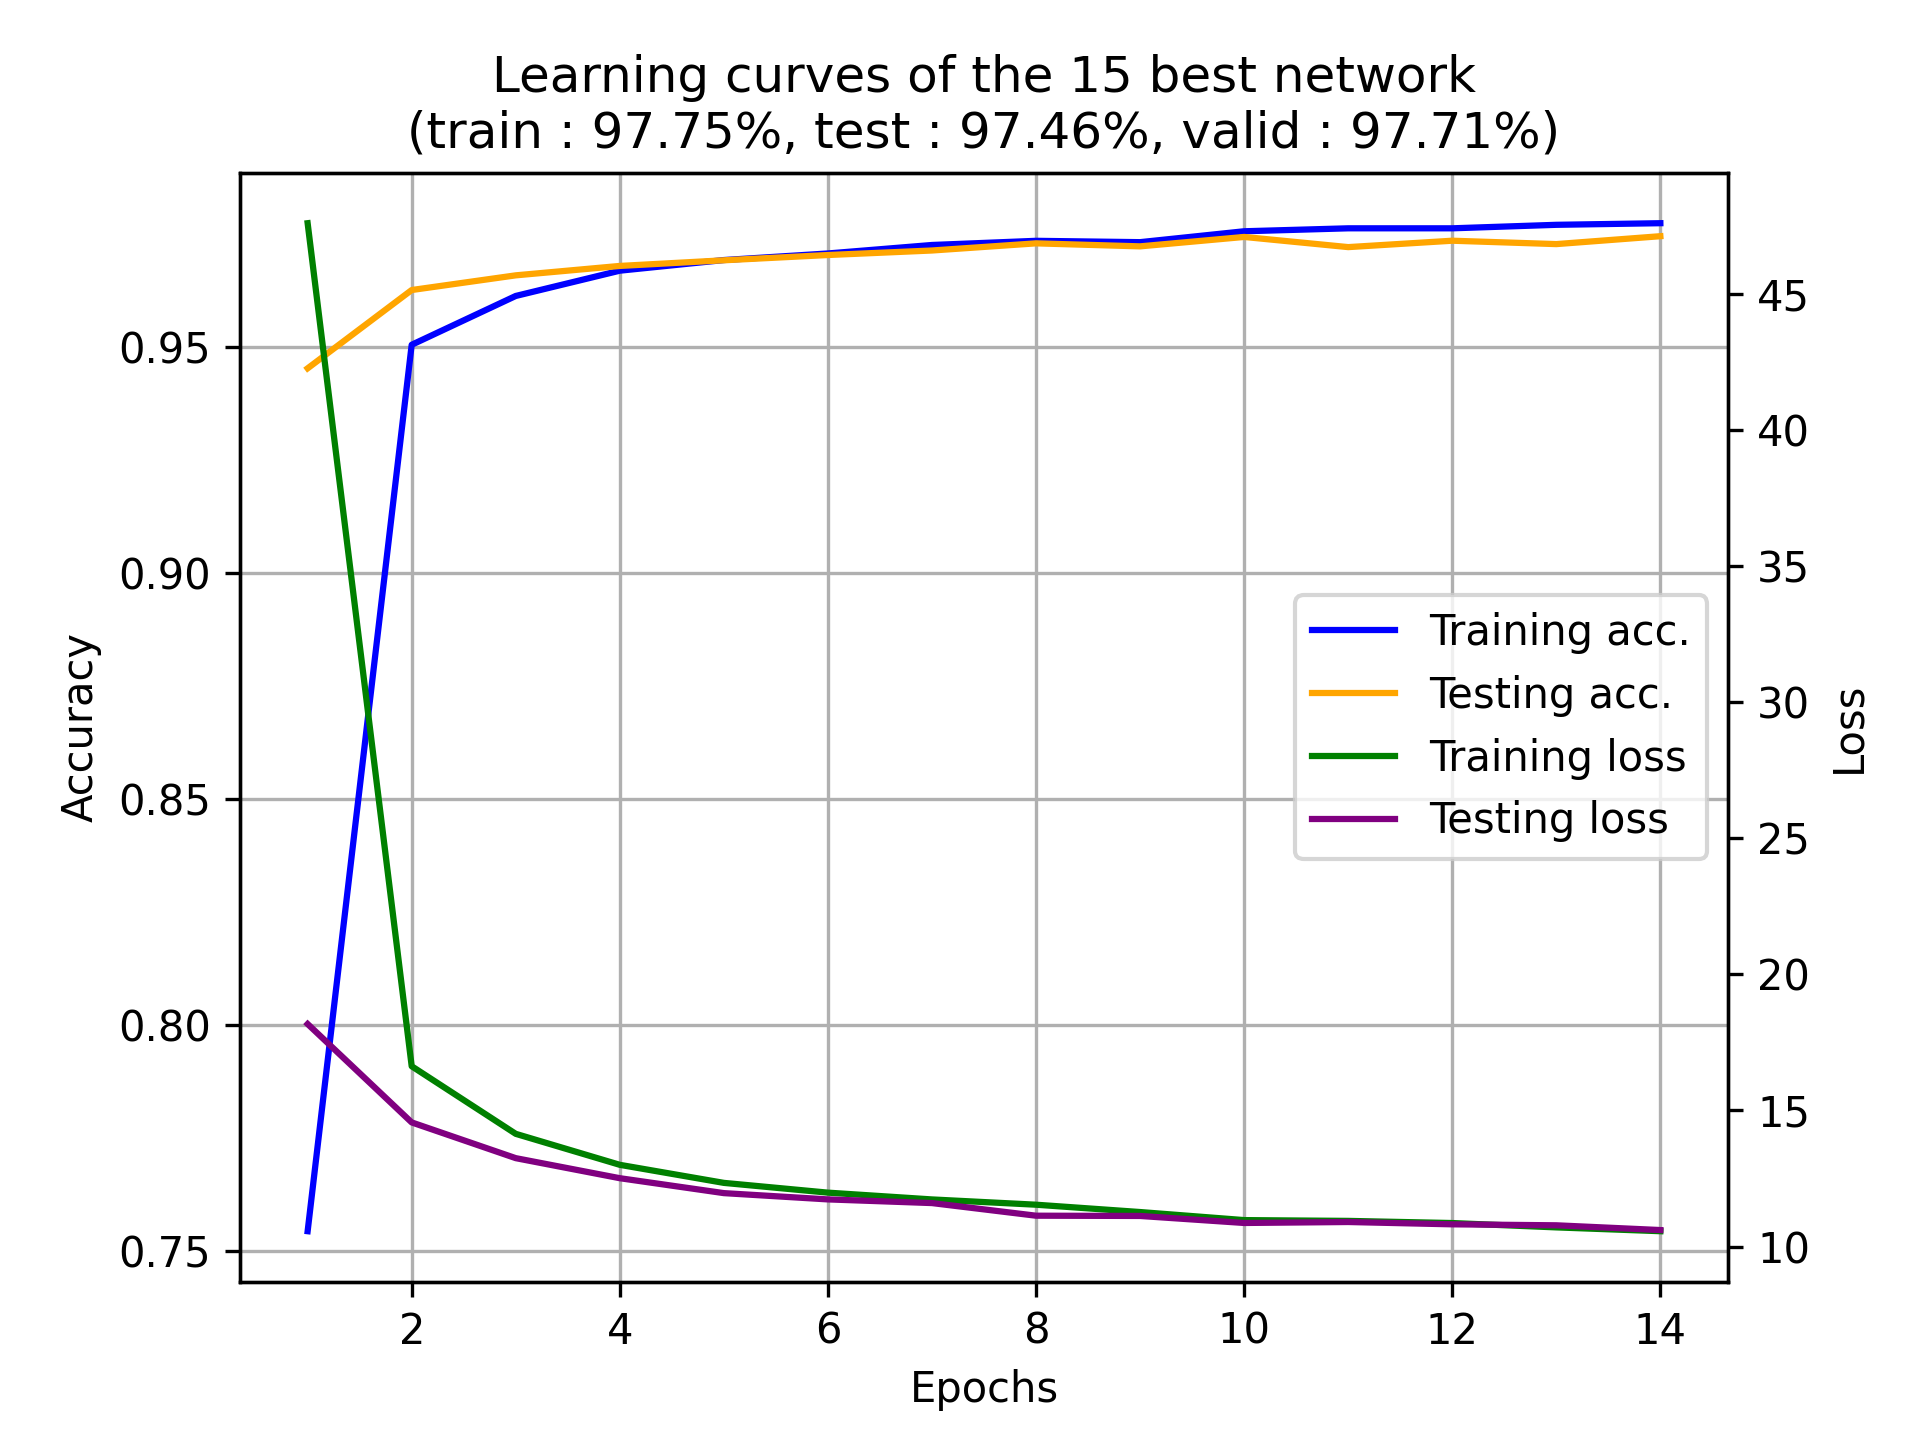 Learning curves of the 15 best network
(train : 97.75%, test : 97.46%, valid : 97.71%)
Accuracy
0.95
0.90
0.85
0.80
0.75
Training acc.
Testing acc.
Training loss
Testing loss
45
40
35
30
25
20
15
10
Loss
2 4 6 8 10 12 14
Epochs